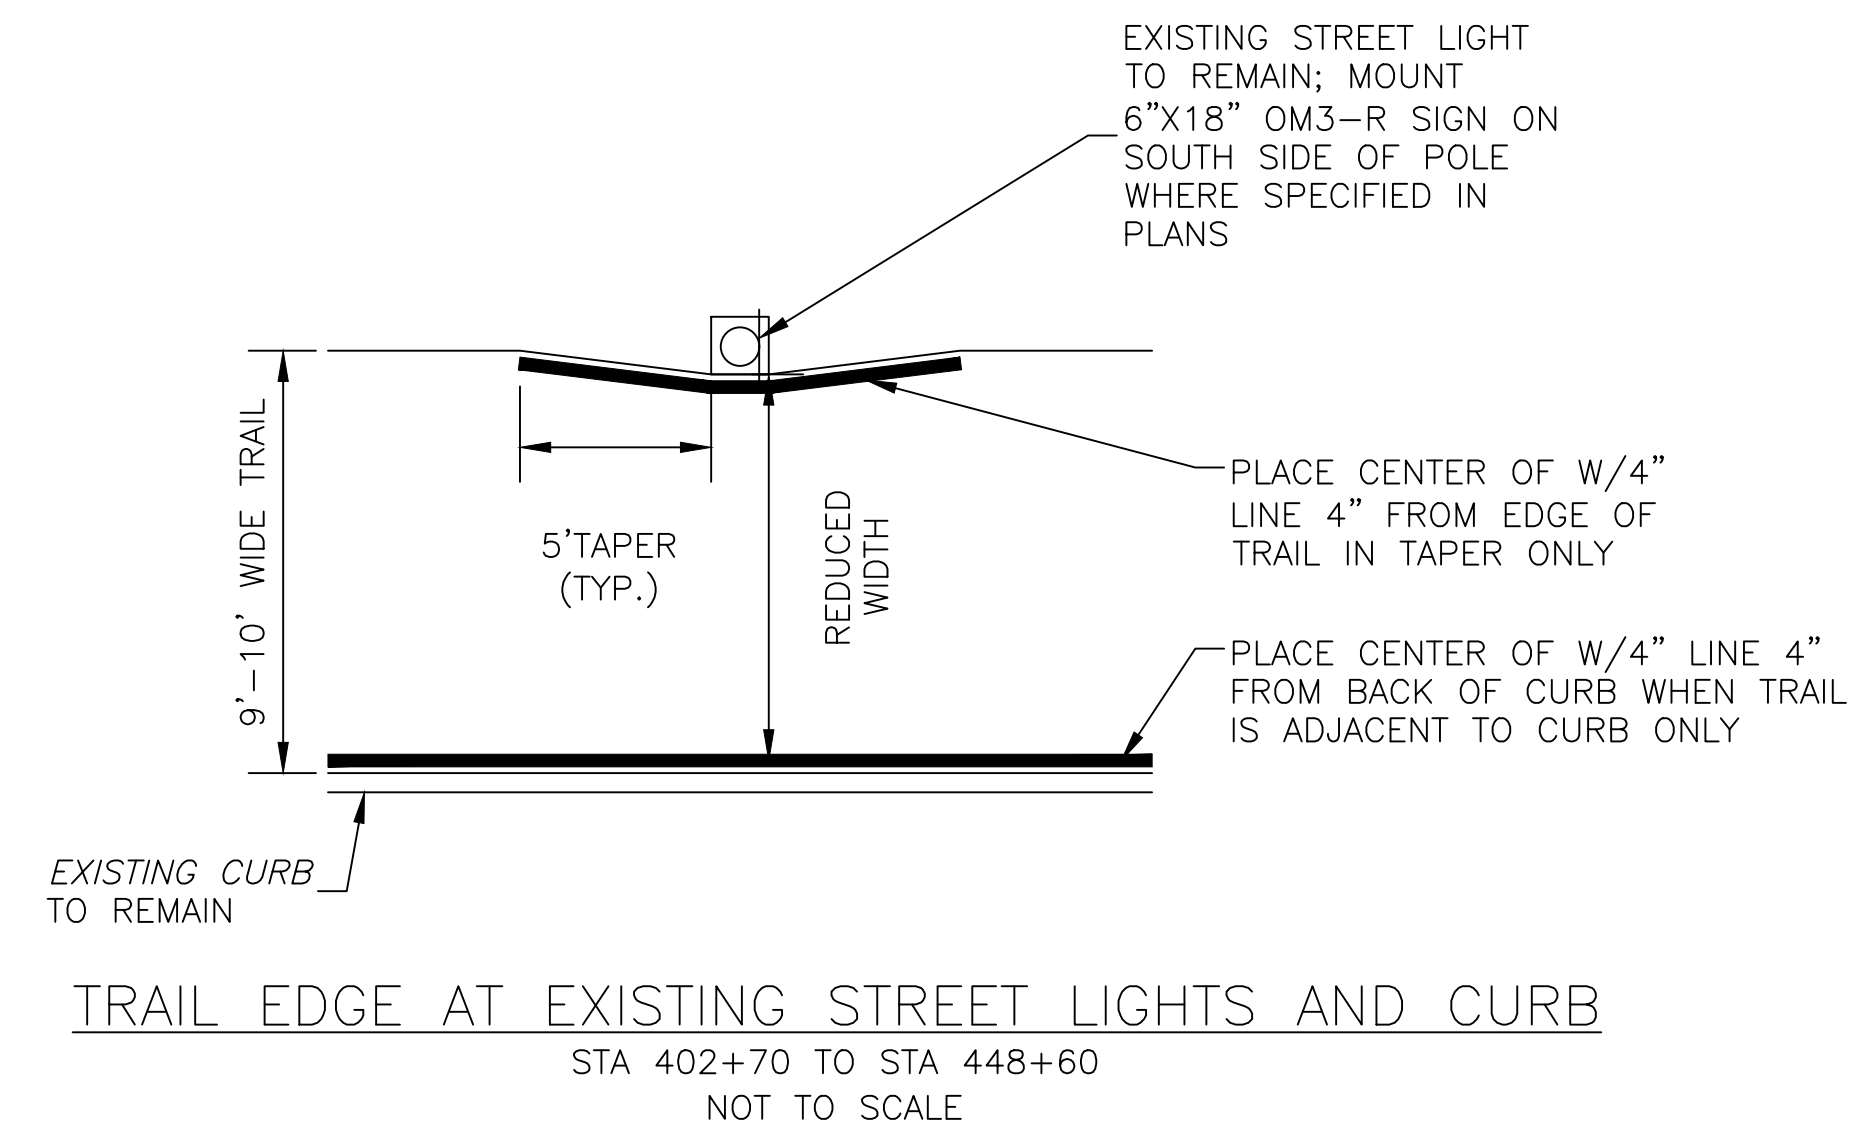 EXISTING STREET LIGHT
TO REMAIN; MOUNT
6”X18” OM3-R SIGN ON
SOUTH SIDE OF POLE
WHERE SPECIFIED IN
PLANS
9’-10’ WIDE TRAIL
5’TAPER
(TYP.)
REDUCED
WIDTH
PLACE CENTER OF W/4”
LINE 4” FROM EDGE OF
TRAIL IN TAPER ONLY
PLACE CENTER OF W/4” LINE 4”
FROM BACK OF CURB WHEN TRAIL
IS ADJACENT TO CURB ONLY
EXISTING CURB
TO REMAIN
TRAIL EDGE AT EXISTING STREET LIGHTS AND CURB
STA 402+70 TO STA 448+60
NOT TO SCALE